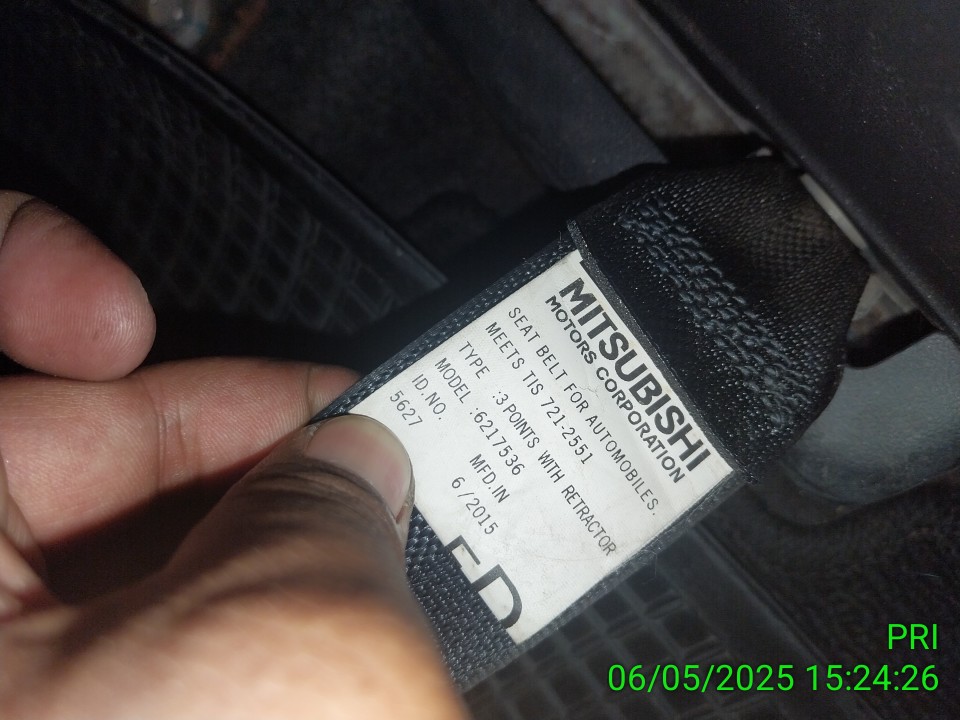 MITSUBISHI
MOTORS CORPORATION
SEAT BELT FOR AUTOMOBILES.
MEETS TIS 721-2551
TYPE :3 POINTS WITH RETRACTOR
MODEL :6217536
ID.NO. MFD.IN
5627 6/2015
PRI
06/05/2025 15:24:26